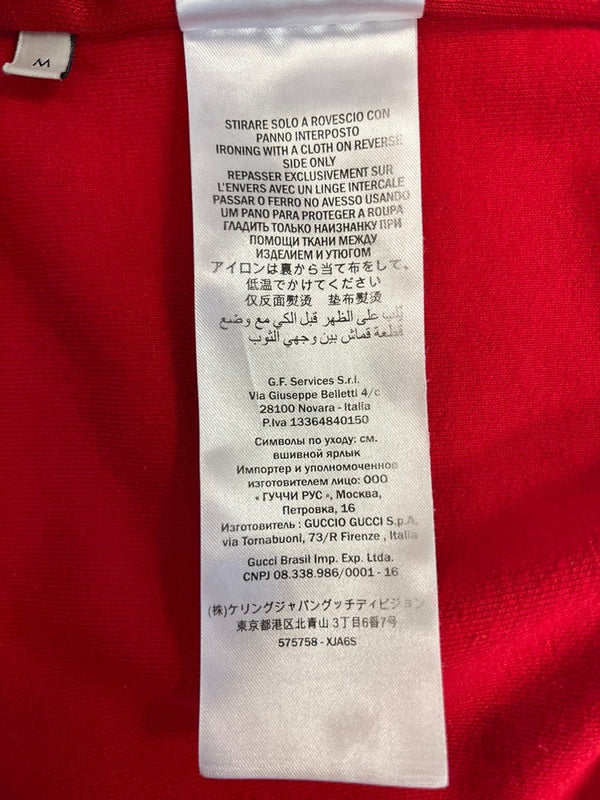 M
STIRARE SOLO A ROVESCIO CON
PANNO INTERPOSTO
IRONING WITH A CLOTH ON REVERSE
SIDE ONLY
REPASSER EXCLUSIVEMENT SUR
L'ENVERS AVEC UN LINGE INTERCALE
PASSAR O FERRO NO AVESSO USANDO
UM PANO PARA PROTEGER A ROUPA
ГЛАДИТЬ ТОЛЬКО НАИЗНАНКУ ПРИ
ПОМОЩИ ТКАНИ МЕЖДУ
ИЗДЕЛИЕМ И УТЮГОМ
アイロンは裏から当て布をして、
低温でかけてください
仅反面熨烫 垫布熨烫
يقلب على الظهر قبل الكي مع وضع
قطعة قماش بين وجهي الثوب
G.F. Services S.r.l.
Via Giuseppe Belletti 4/c
28100 Novara - Italia
P.Iva 13364840150
Символы по уходу: см.
вшивной ярлык
Импортер и уполномоченное
изготовителем лицо: ООО
« ГУЧЧИ РУС », Москва,
Петровка, 16
Изготовитель : GUCCIO GUCCI S.p.A,
via Tornabuoni, 73/R Firenze , Italia
Gucci Brasil Imp. Exp. Ltda.
CNPJ 08.338.986/0001 - 16
(株)ケリングジャパングッチディビジョン
東京都港区北青山 3丁目6番7号
575758 - XJA6S